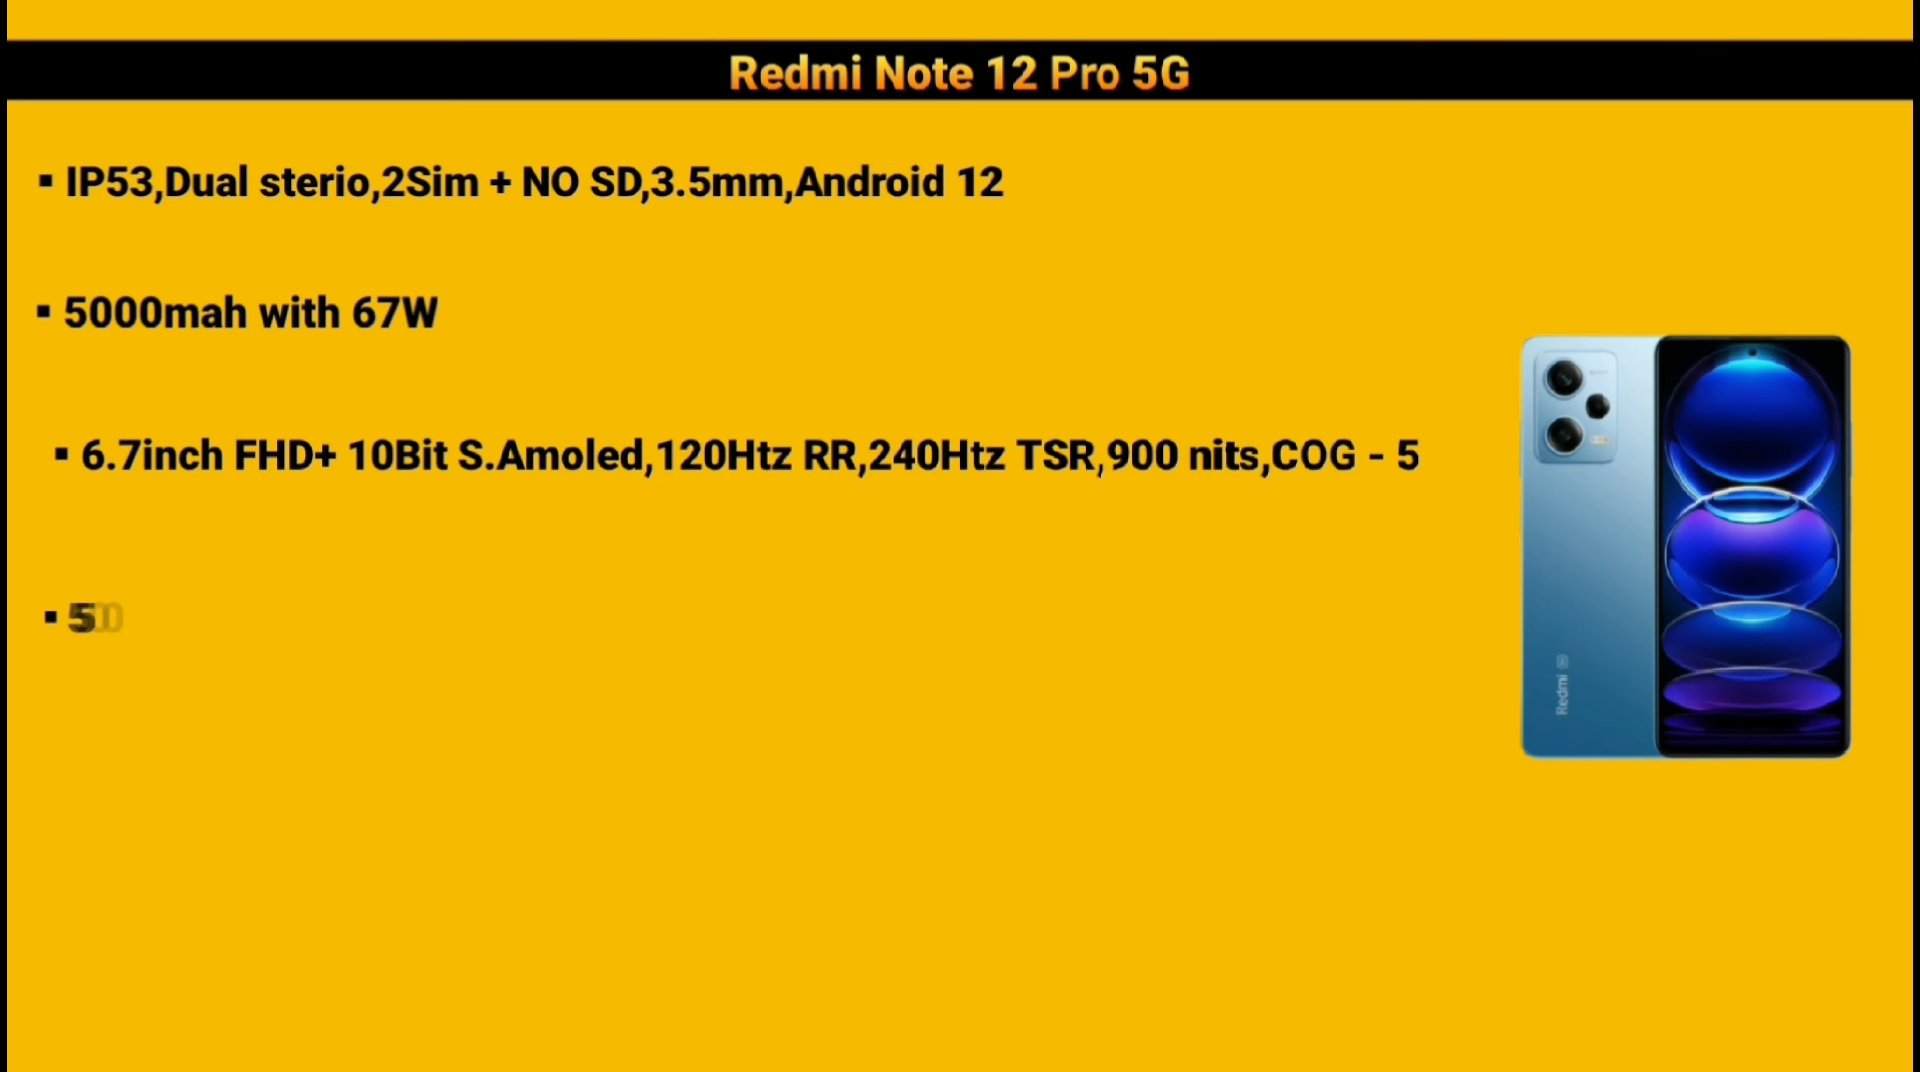 Redmi Note 12 Pro 5G
▪ IP53,Dual sterio,2Sim + NO SD,3.5mm,Android 12
▪ 5000mah with 67W
▪ 6.7inch FHD+ 10Bit S.Amoled,120Htz RR,240Htz TSR,900 nits,COG - 5
▪ 5
Redmi